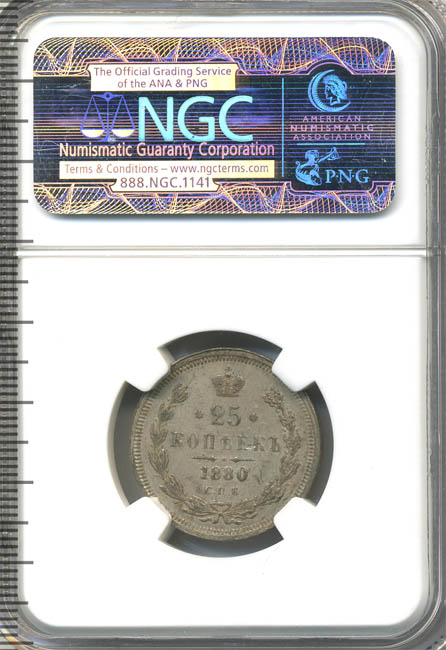 The Official Grading Service
of the ANA & PNG
NGC
Numismatic Guaranty Corporation
Terms & Conditions – www.ngcterms.com
888.NGC.1141
AMERICAN
NUMISMATIC
ASSOCIATION
PNG
25
КОПѢЕКЪ
1880
С.П.Б.